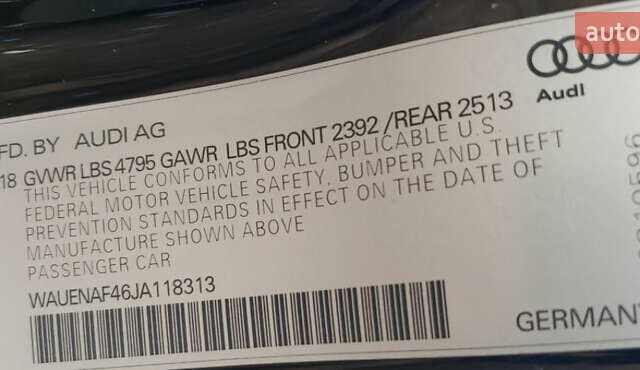 auto
Audi
FD. BY AUDI AG
18 GVWR LBS 4795 GAWR LBS FRONT 2392 /REAR 2513
THIS VEHICLE CONFORMS TO ALL APPLICABLE U.S.
FEDERAL MOTOR VEHICLE SAFETY, BUMPER AND THEFT
PREVENTION STANDARDS IN EFFECT ON THE DATE OF
MANUFACTURE SHOWN ABOVE
PASSENGER CAR
WAUENAF46JA118313
GERMANY